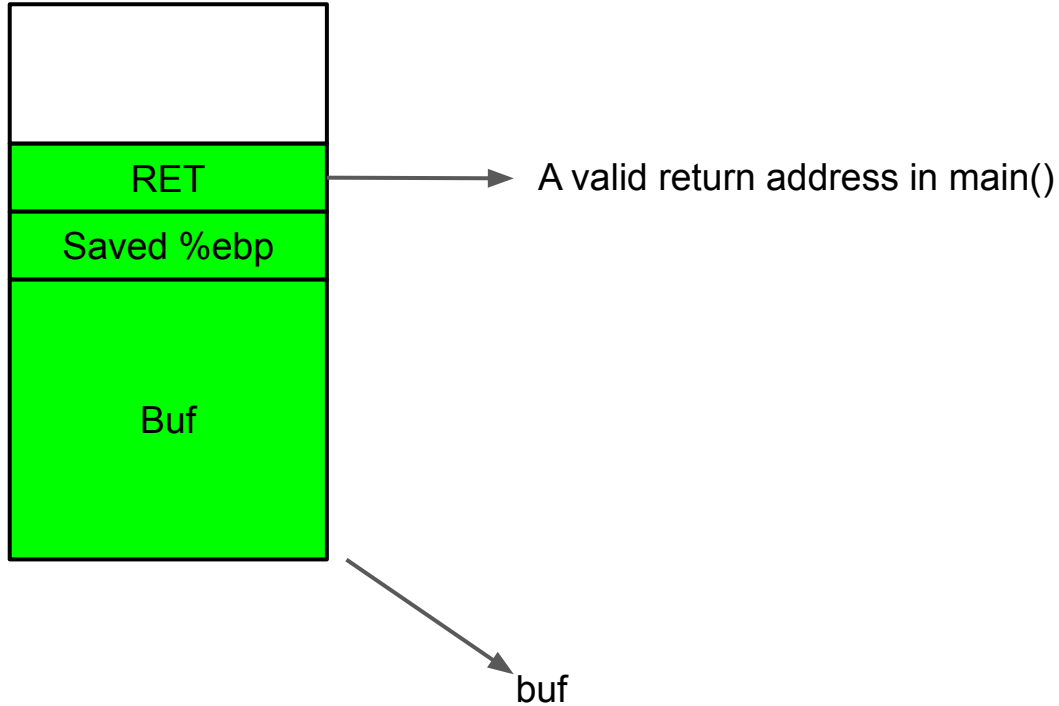 RET
A valid return address in main()
Saved %ebp
Buf
buf